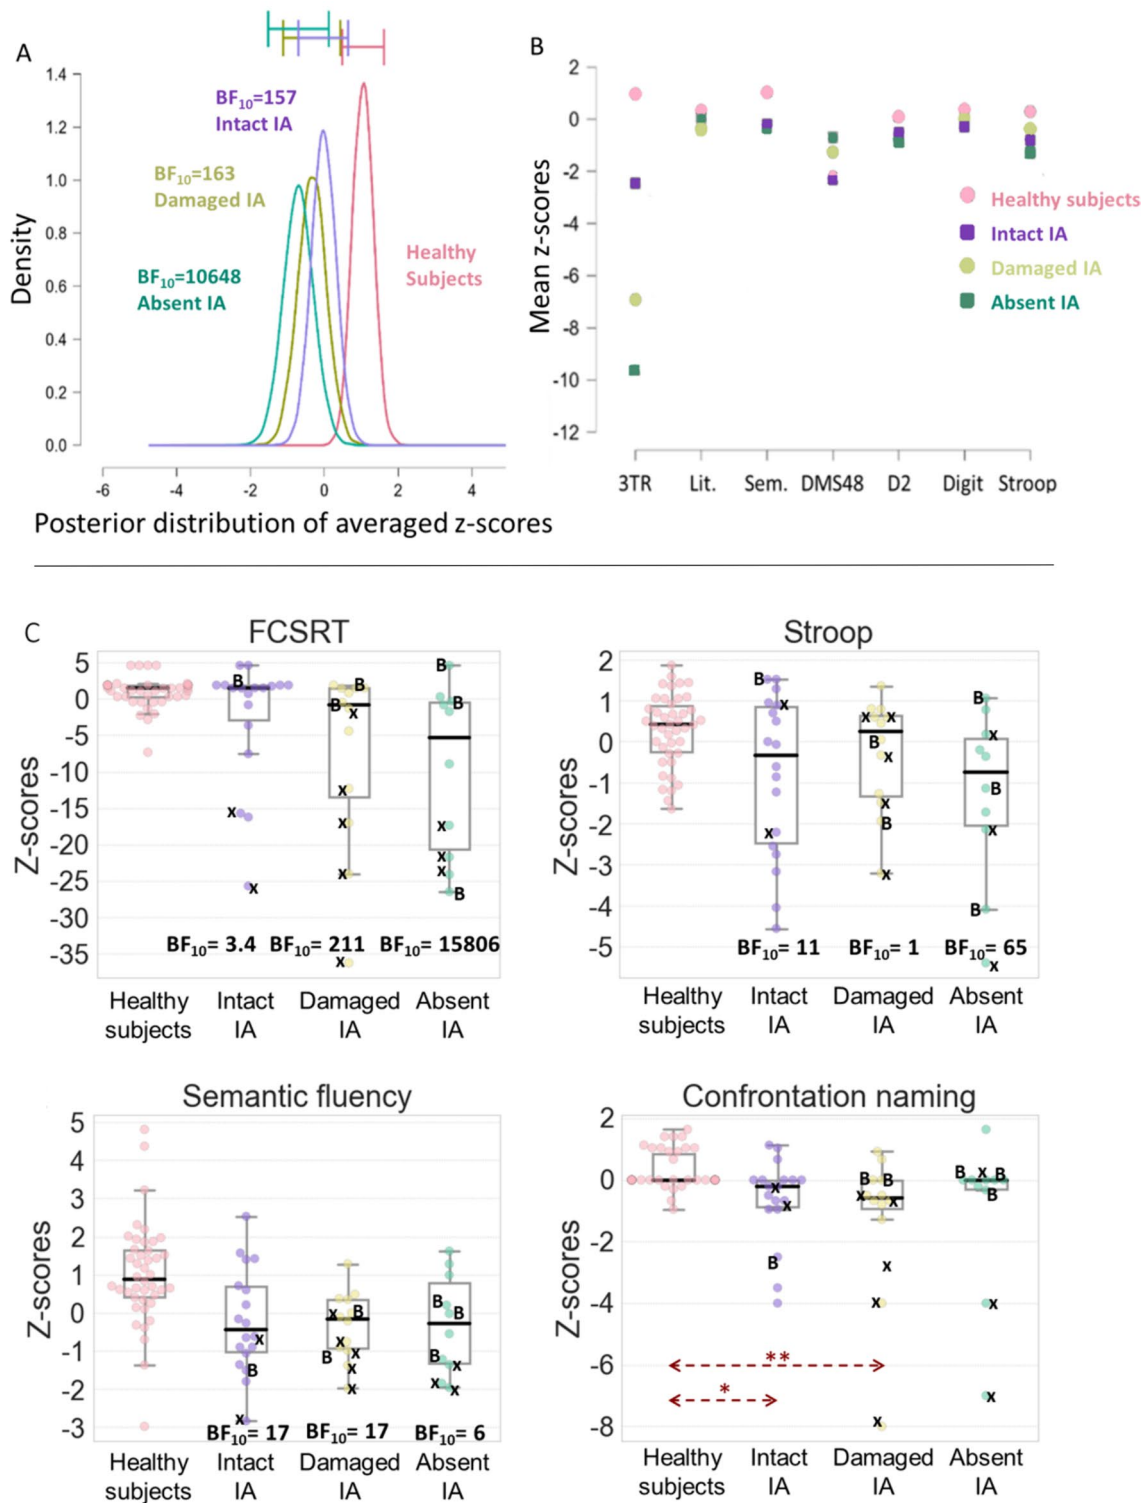 A
BF10=157
Intact IA
BF10=163
Damaged IA
BF10=10648
Absent IA
Healthy
Subjects
Density
1.4
1.2
1.0
0.8
0.6
0.4
0.2
0.0
-6 -4 -2 0 2 4
Posterior distribution of averaged z-scores
B
Mean z-scores
2
0
-2
-4
-6
-8
-10
-12
Healthy subjects
Intact IA
Damaged IA
Absent IA
3TR Lit. Sem. DMS48 D2 Digit Stroop
C
FCSRT
Z-scores
5
0
-5
-10
-15
-20
-25
-30
-35
B B B
B B
x
x x
x x
x x
x B
x
BF10= 3.4 BF10= 211 BF10= 15806
Healthy Intact Damaged Absent
subjects IA IA IA
Stroop
Z-scores
2
1
0
-1
-2
-3
-4
-5
B B
x x x
B x
x B
x x
x B
x B
x
BF10= 11 BF10= 1 BF10= 65
Healthy Intact Damaged Absent
subjects IA IA IA
Semantic fluency
Z-scores
5
4
3
2
1
0
-1
-2
-3
x B B B
x x
B x B
B x x
x x x
x
BF10= 17 BF10= 17 BF10= 6
Healthy Intact Damaged Absent
subjects IA IA IA
Confrontation naming
Z-scores
2
0
-2
-4
-6
-8
B B B x B
x x B
x x
B x
x x
x
x
**
*
Healthy Intact Damaged Absent
subjects IA IA IA